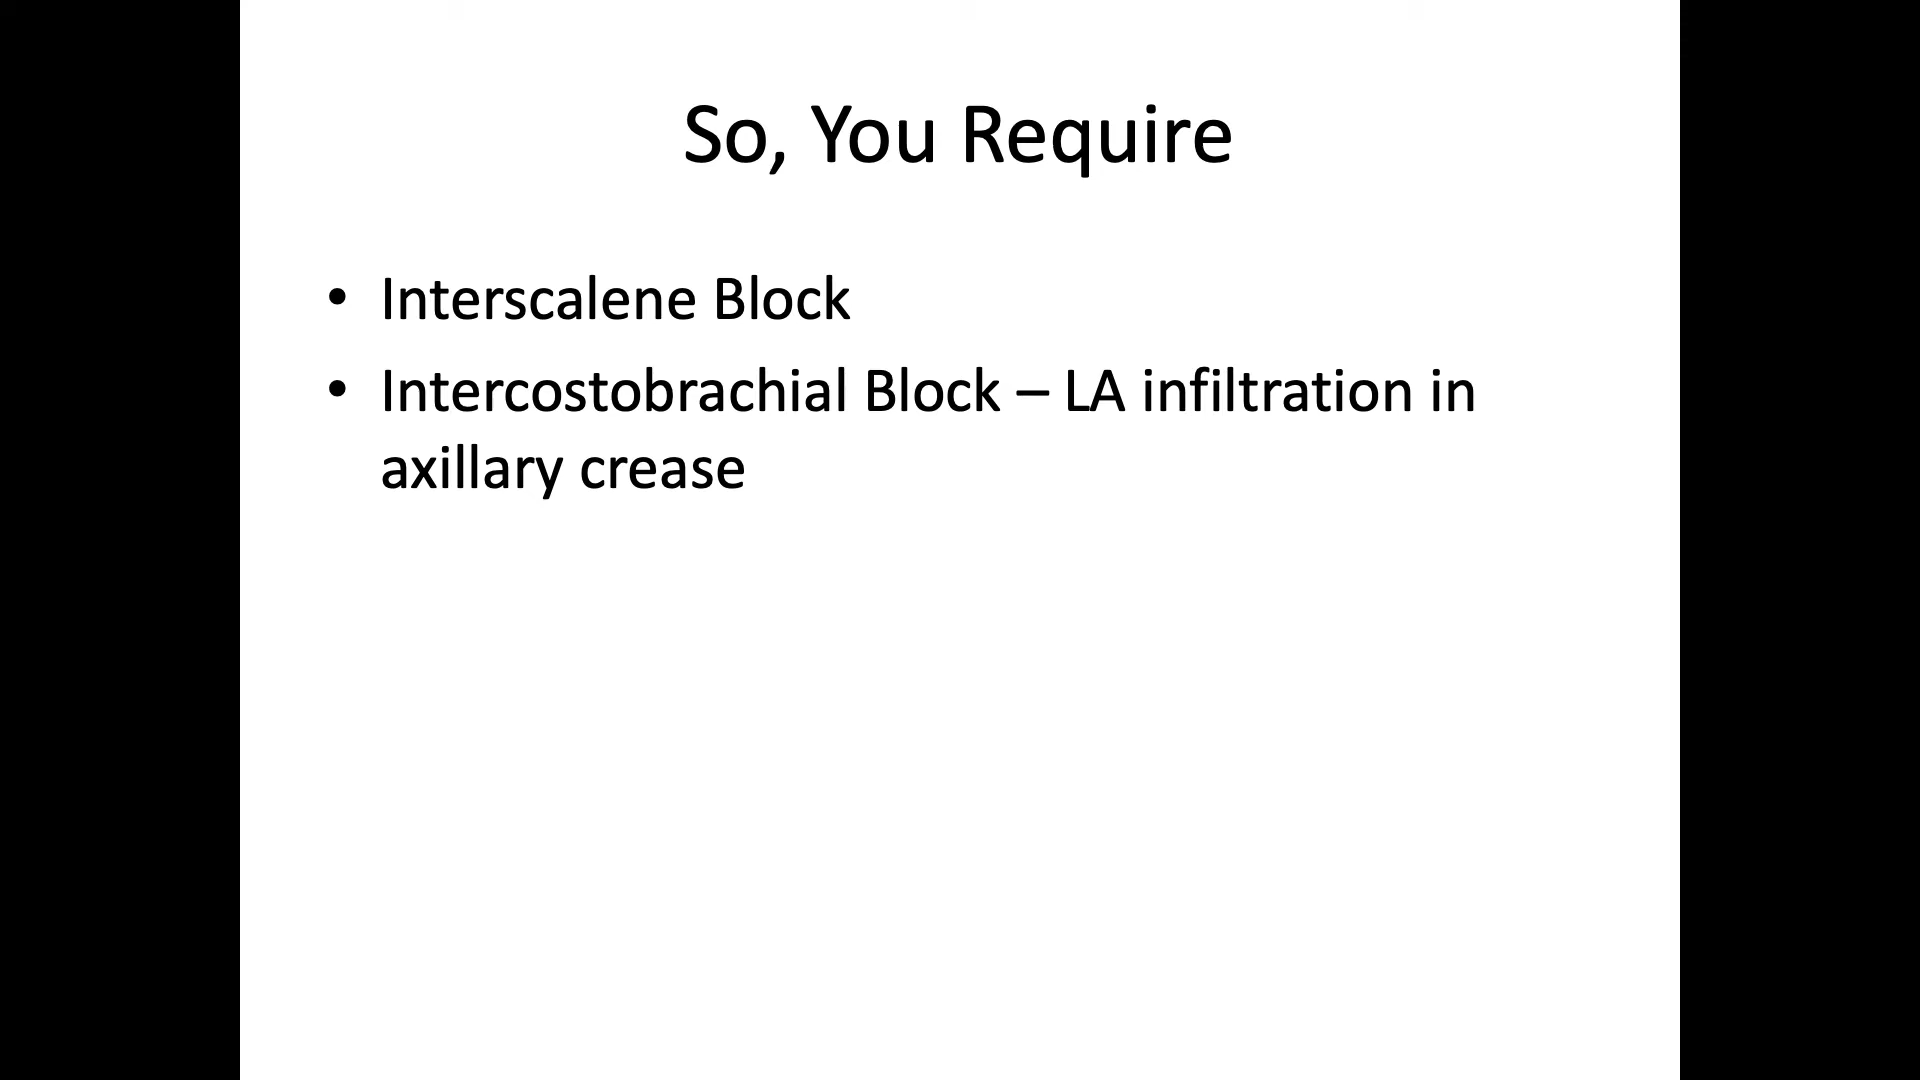 So, You Require
• Interscalene Block
• Intercostobrachial Block – LA infiltration in
axillary crease